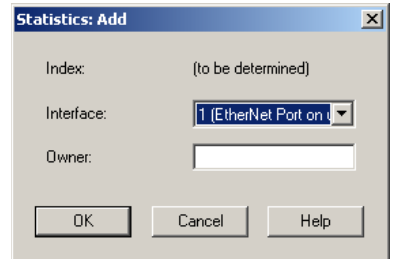 Statistics: Add
Index: (to be determined)
Interface: 1 (EtherNet Port on
Owner:
OK Cancel Help